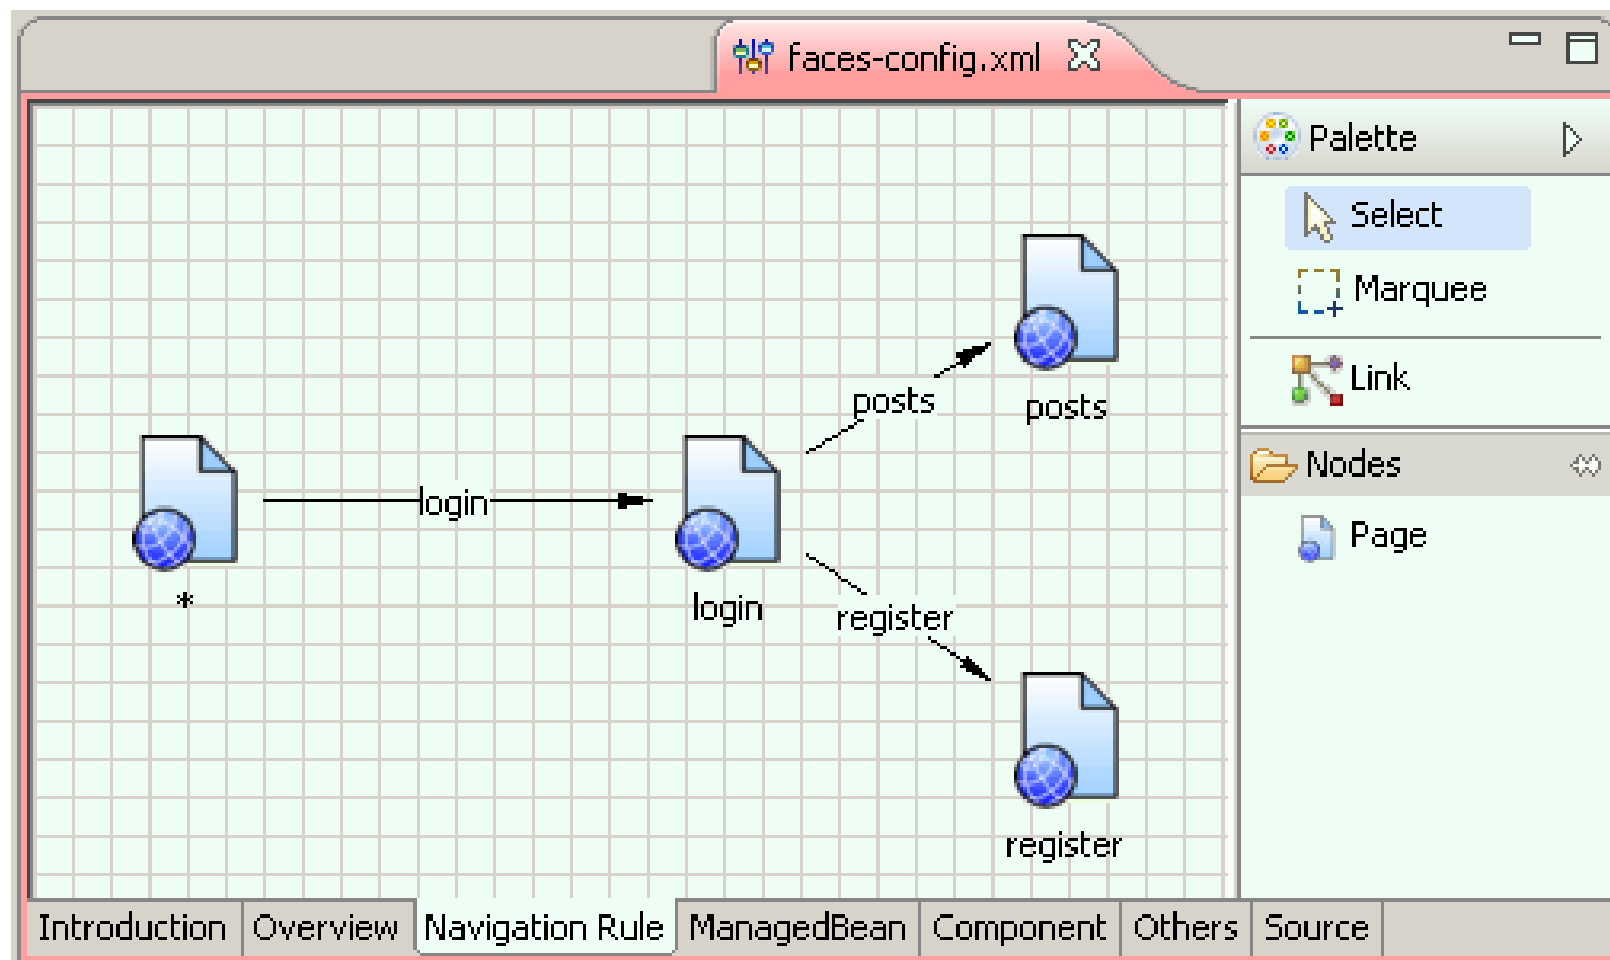 faces-config.xml
Palette
Select
Marquee
Link
Nodes
Page
posts
posts
login
*
login
register
register
Introduction Overview Navigation Rule ManagedBean Component Others Source